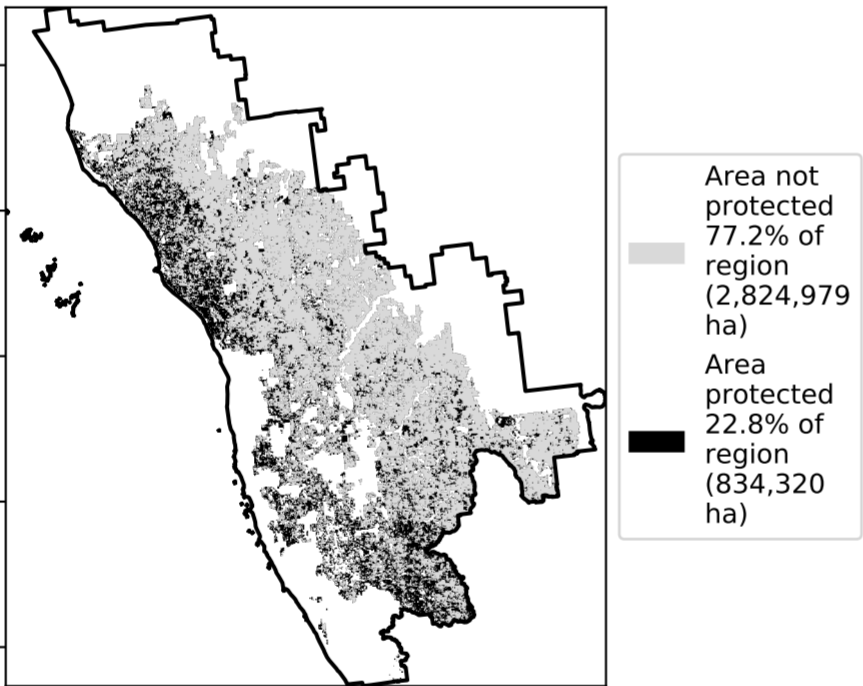 Area not
protected
77.2% of
region
(2,824,979
ha)
Area
protected
22.8% of
region
(834,320
ha)